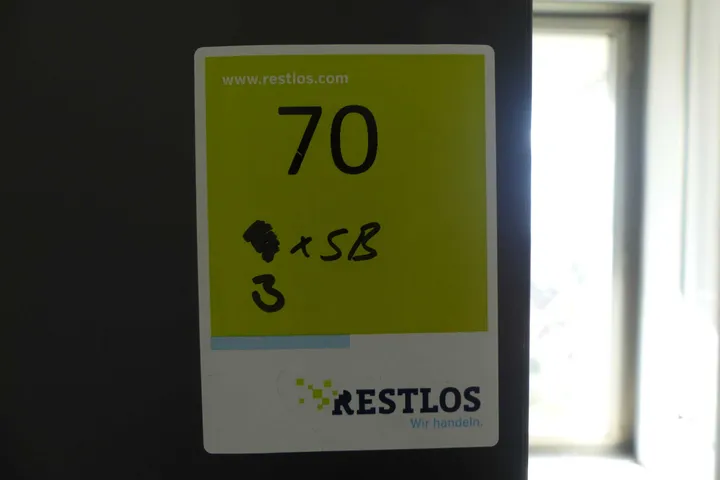 www.restlos.com
70
x SB
3
RESTLOS
Wir handeln.